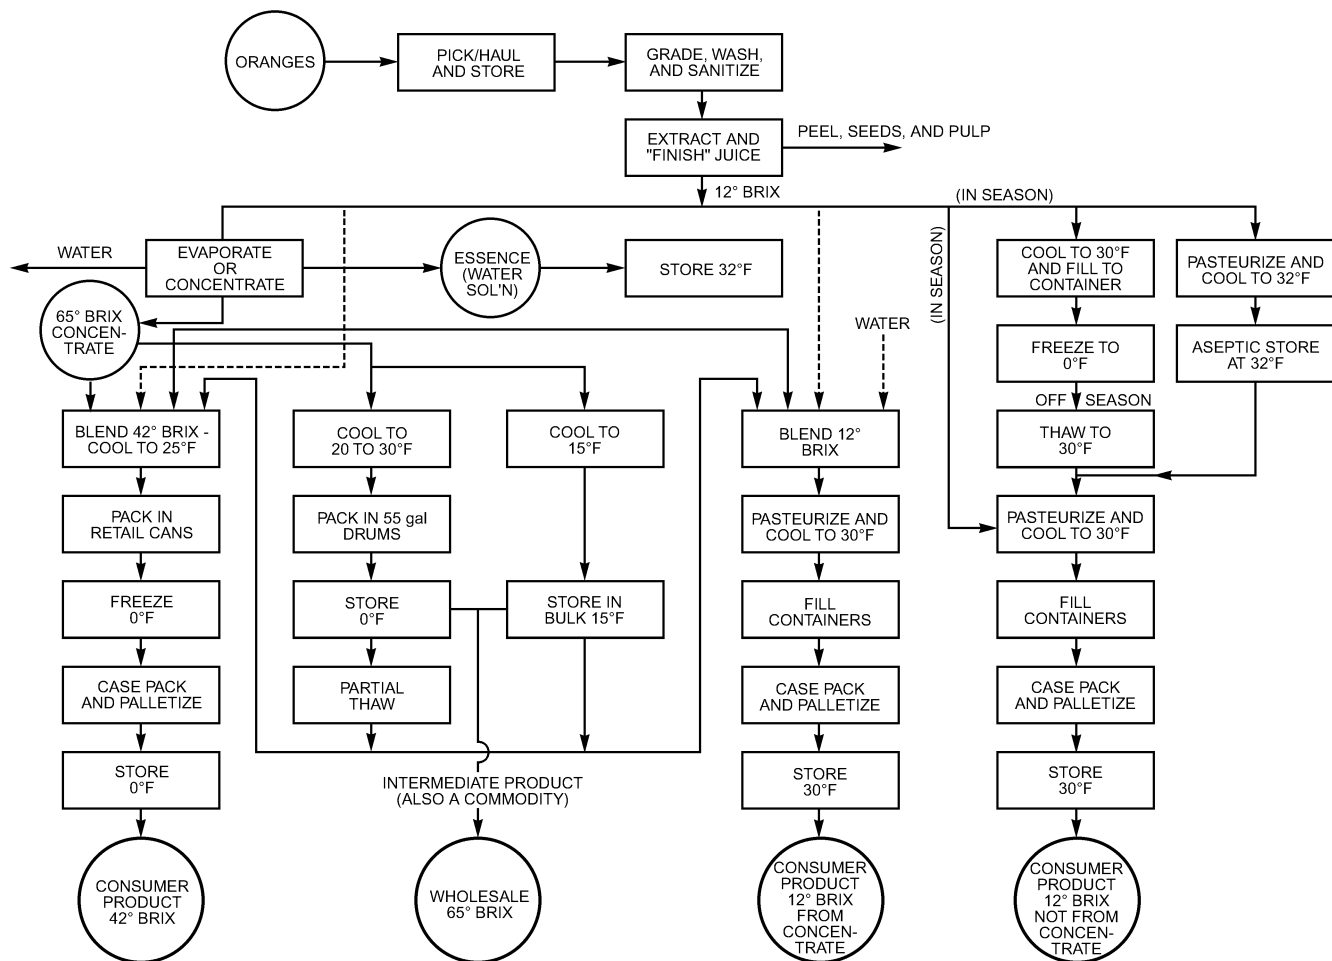 ORANGES
PICK/HAUL
AND STORE
GRADE, WASH,
AND SANITIZE
EXTRACT AND
"FINISH" JUICE
PEEL, SEEDS, AND PULP
12° BRIX
(IN SEASON)
(IN SEASON)
WATER
EVAPORATE
OR
CONCENTRATE
ESSENCE
(WATER
SOL'N)
STORE 32°F
COOL TO 30°F
AND FILL TO
CONTAINER
PASTEURIZE AND
COOL TO 32°F
65° BRIX
CONCEN-
TRATE
WATER
FREEZE TO
0°F
ASEPTIC STORE
AT 32°F
OFF SEASON
BLEND 42° BRIX -
COOL TO 25°F
COOL TO
20 TO 30°F
COOL TO
15°F
BLEND 12°
BRIX
THAW TO
30°F
PACK IN
RETAIL CANS
PACK IN 55 gal
DRUMS
PASTEURIZE AND
COOL TO 30°F
PASTEURIZE AND
COOL TO 30°F
FREEZE
0°F
STORE
0°F
STORE IN
BULK 15°F
FILL
CONTAINERS
FILL
CONTAINERS
CASE PACK
AND PALLETIZE
PARTIAL
THAW
CASE PACK
AND PALLETIZE
CASE PACK
AND PALLETIZE
STORE
0°F
INTERMEDIATE PRODUCT
(ALSO A COMMODITY)
STORE
30°F
STORE
30°F
CONSUMER
PRODUCT
42° BRIX
WHOLESALE
65° BRIX
CONSUMER
PRODUCT
12° BRIX
FROM
CONCEN-
TRATE
CONSUMER
PRODUCT
12° BRIX
NOT FROM
CONCEN-
TRATE